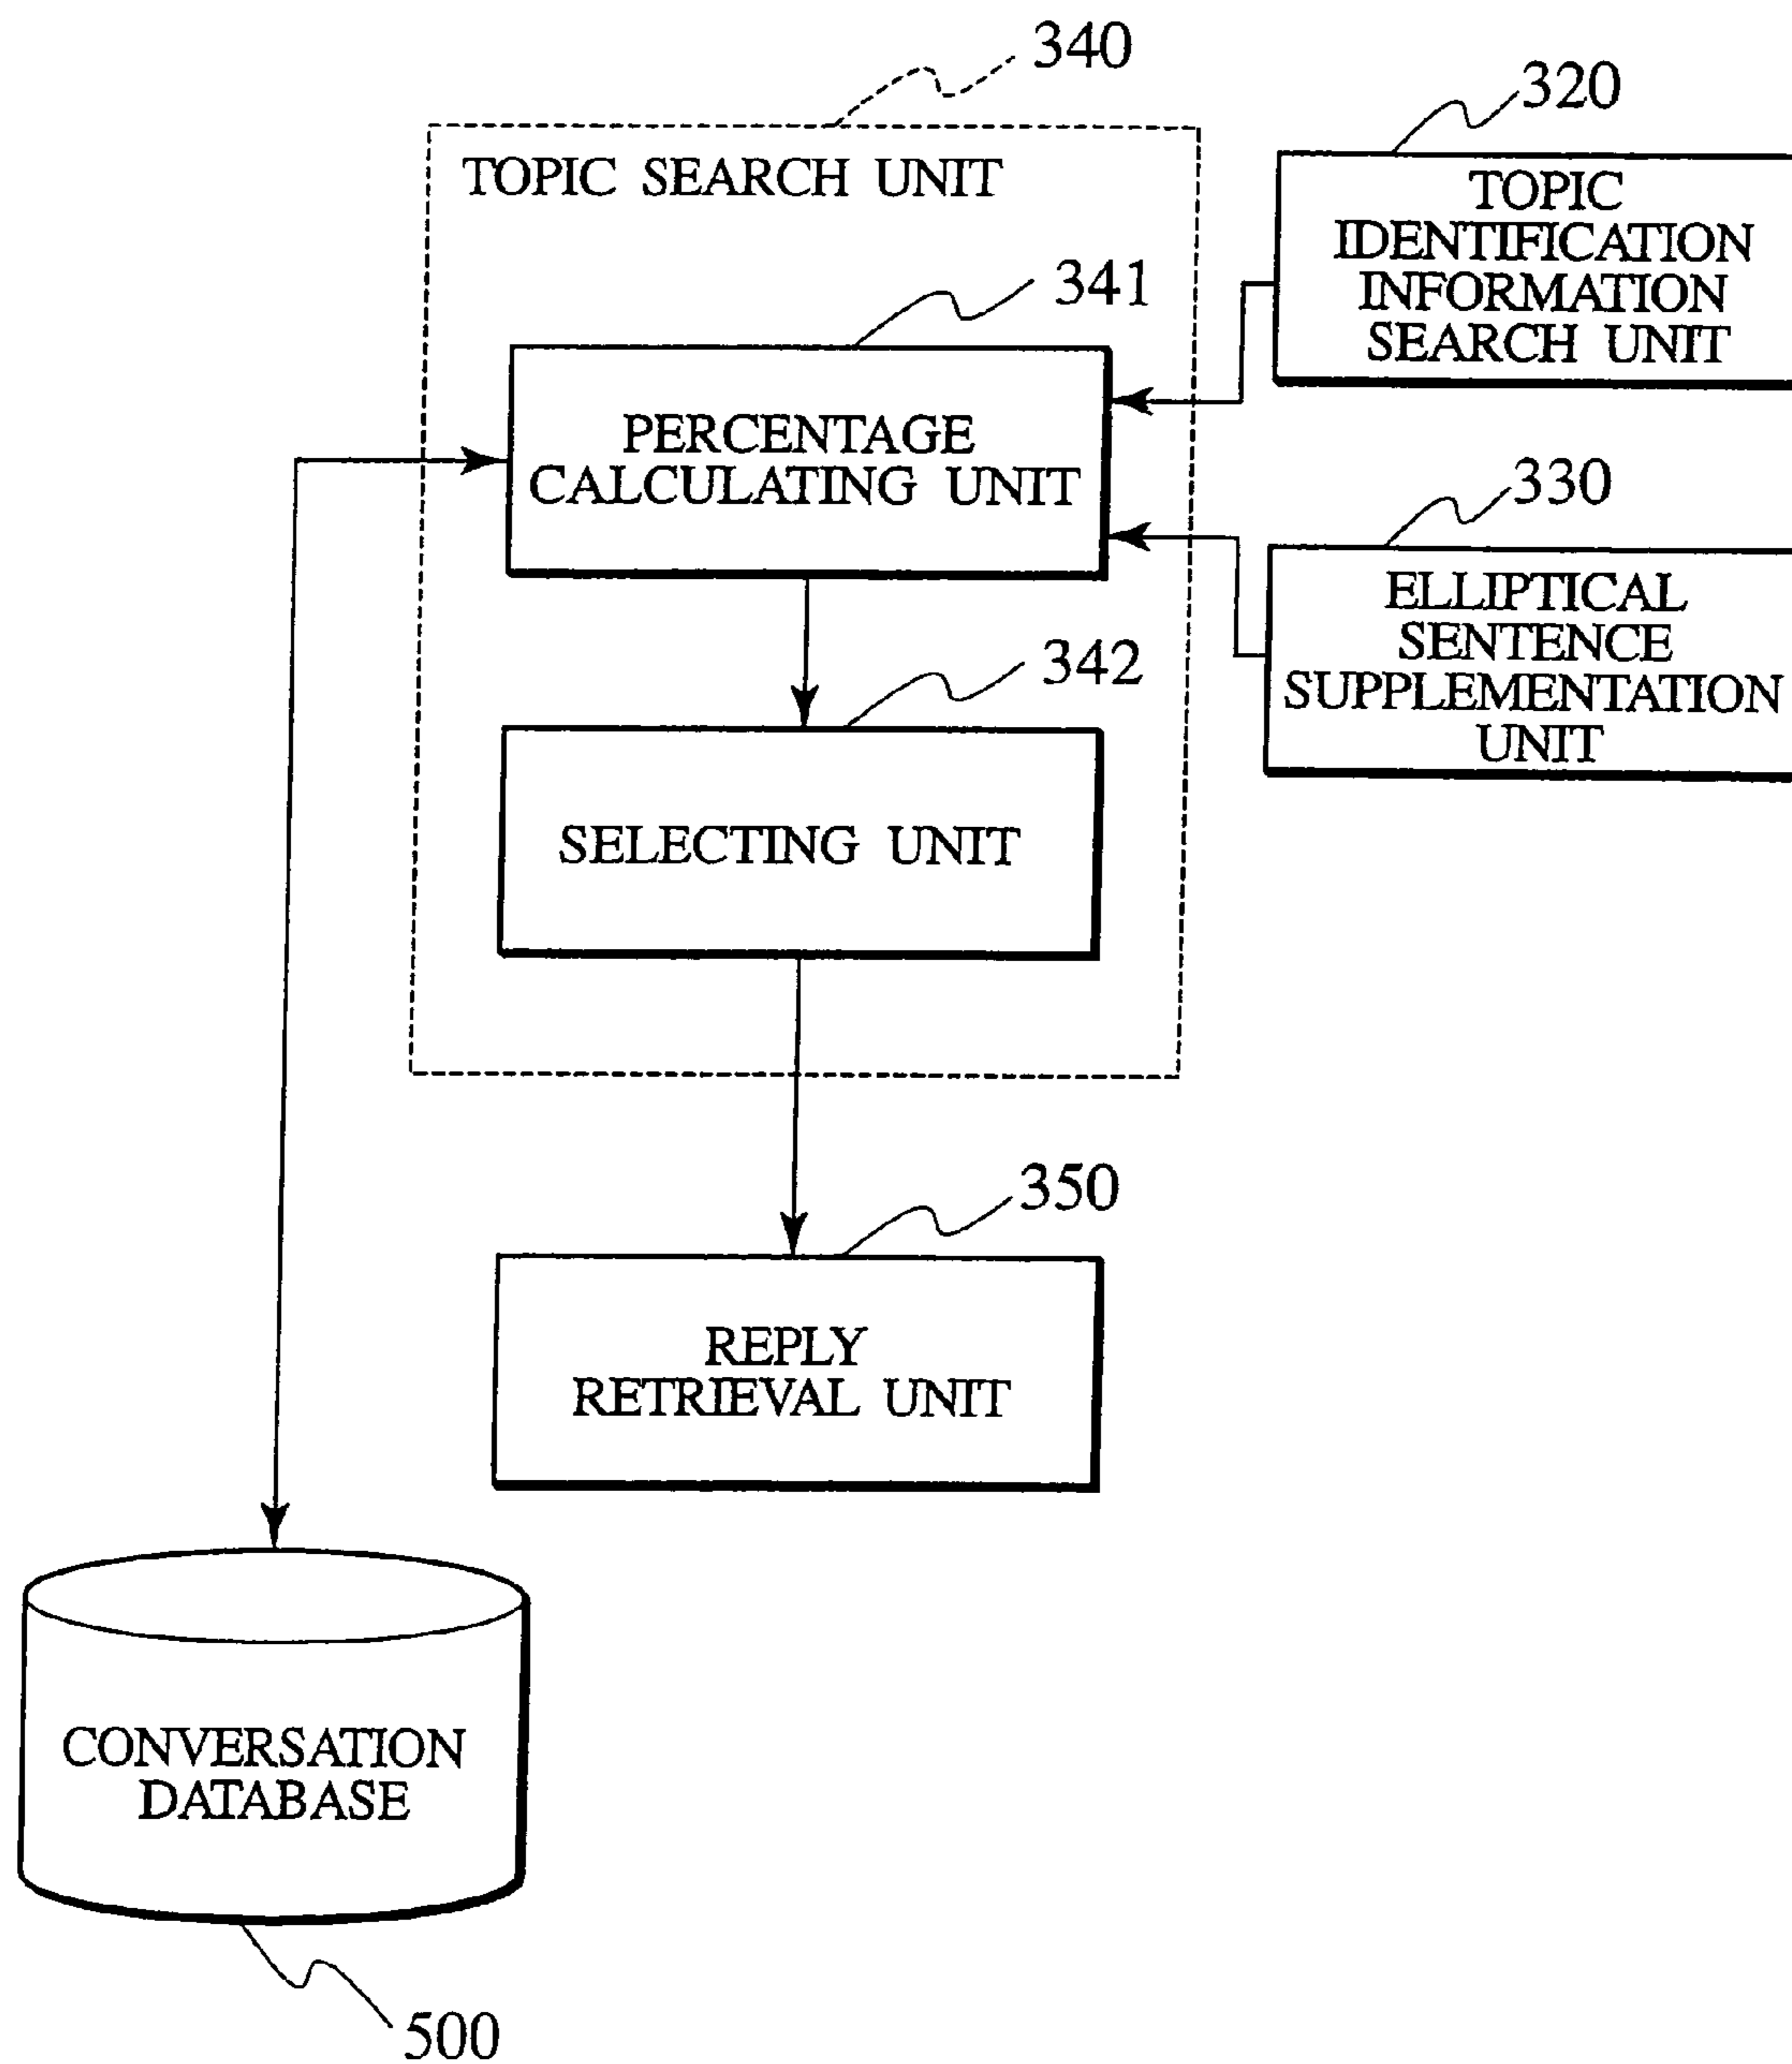 340
320
TOPIC SEARCH UNIT
TOPIC
IDENTIFICATION
INFORMATION
SEARCH UNIT
341
PERCENTAGE
CALCULATING UNIT
330
ELLIPTICAL
SENTENCE
SUPPLEMENTATION
UNIT
342
SELECTING UNIT
350
REPLY
RETRIEVAL UNIT
CONVERSATION
DATABASE
500